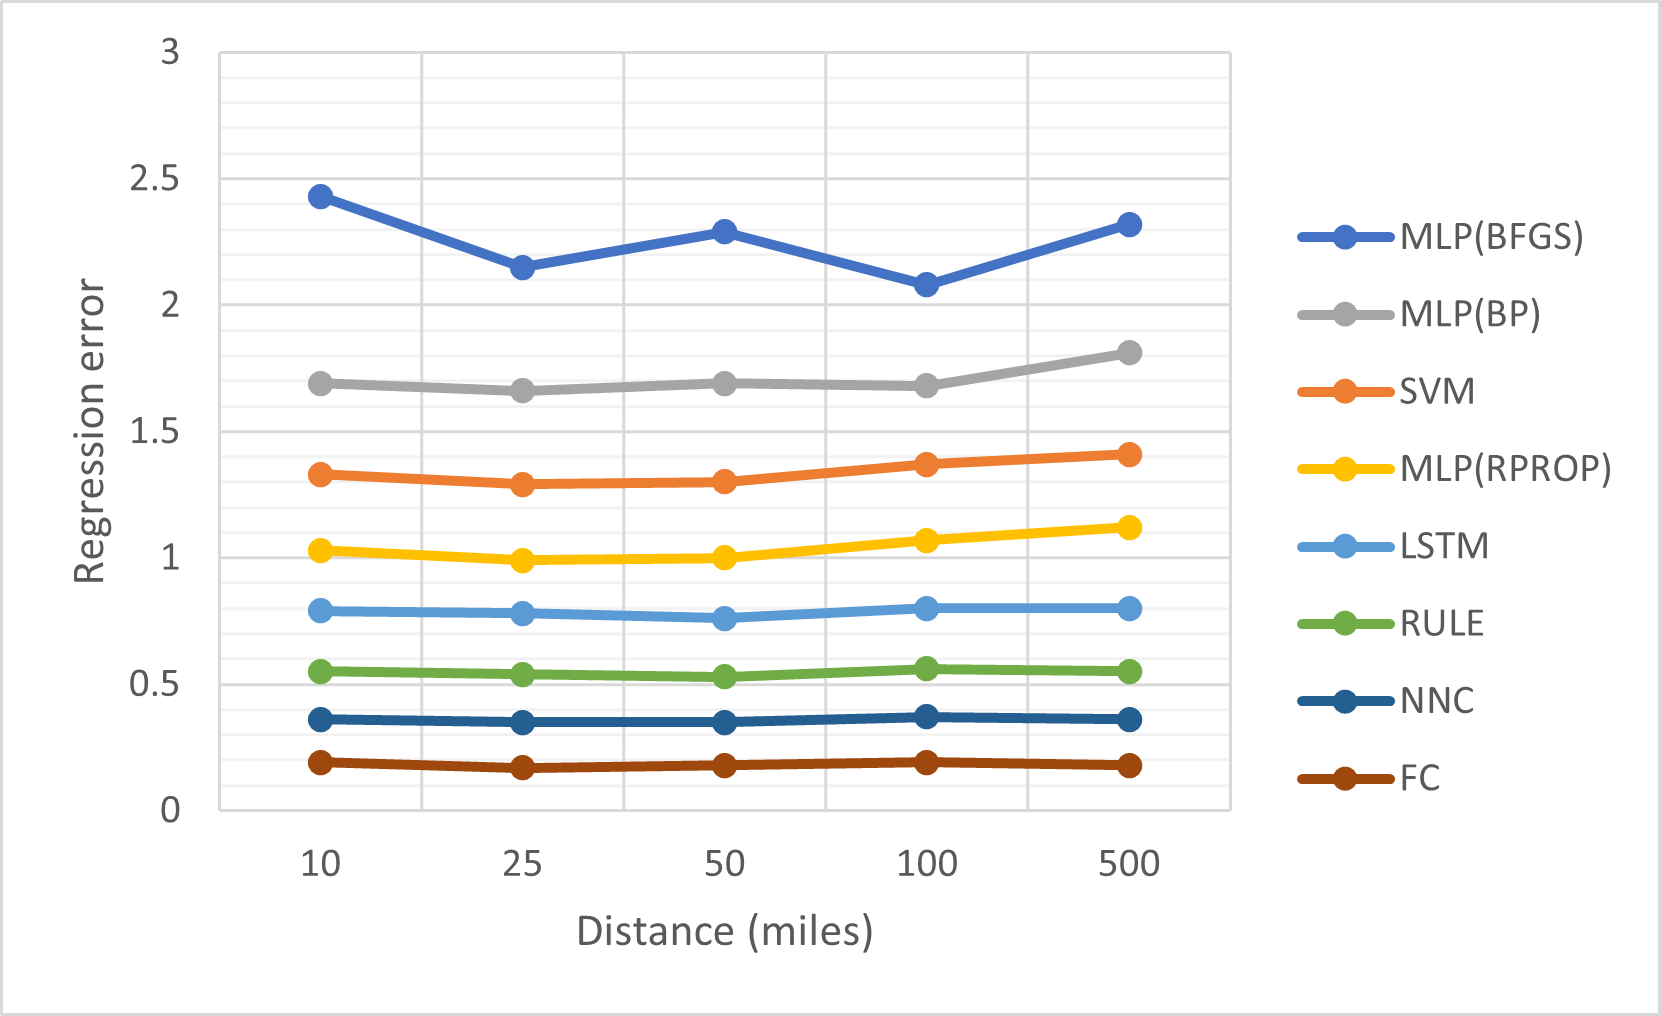 3
2.5
2
1.5
1
0.5
0
Regression error
10 25 50 100 500
Distance (miles)
MLP(BFGS)
MLP(BP)
SVM
MLP(RPROP)
LSTM
RULE
NNC
FC